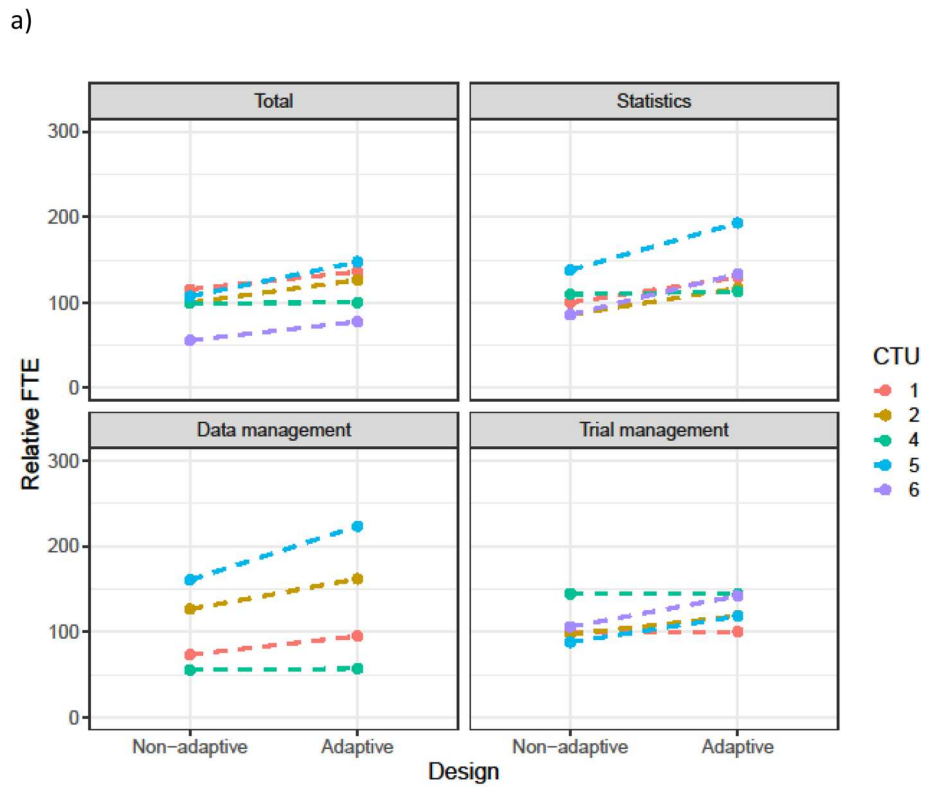 a)
Total
Statistics
300
200
100
0
Data management
Trial management
300
200
100
0
Non-adaptive
Adaptive
Non-adaptive
Adaptive
Relative FTE
Design
CTU
1
2
4
5
6